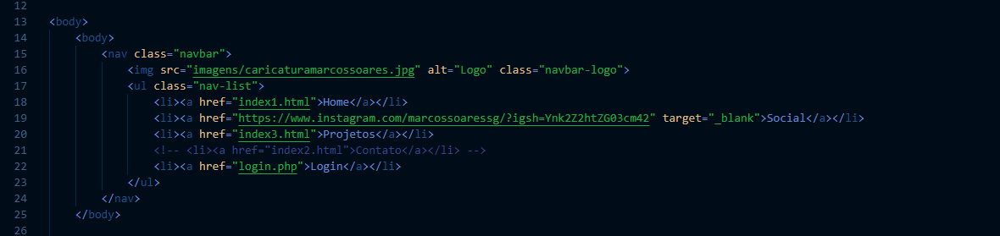 12
13 <body>
14 <body>
15 <nav class="navbar">
16 <img src="imagens/caricaturamarcossoares.jpg" alt="Logo" class="navbar-logo">
17 <ul class="nav-list">
18 <li><a href="index1.html">Home</a></li>
19 <li><a href="https://www.instagram.com/marcossoaressg/?igsh=Ynk2Z2htZG03cm42" target="_blank">Social</a></li>
20 <li><a href="index3.html">Projetos</a></li>
21 <!-- <li><a href="index2.html">Contato</a></li> -->
22 <li><a href="login.php">Login</a></li>
23 </ul>
24 </nav>
25 </body>
26